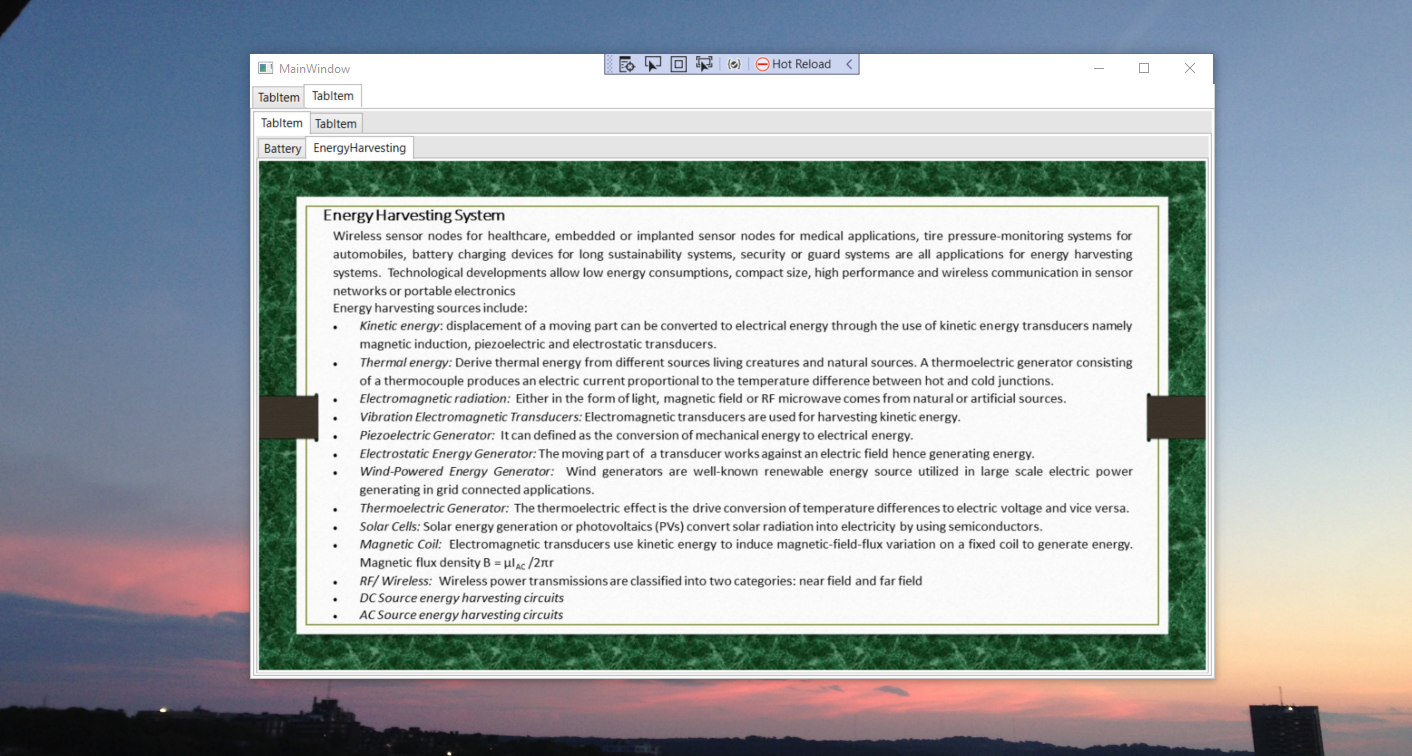 MainWindow
Hot Reload
TabItem TabItem
TabItem TabItem
Battery EnergyHarvesting
Energy Harvesting System
Wireless sensor nodes for healthcare, embedded or implanted sensor nodes for medical applications, tire pressure-monitoring systems for
automobiles, battery charging devices for long sustainability systems, security or guard systems are all applications for energy harvesting
systems. Technological developments allow low energy consumptions, compact size, high performance and wireless communication in sensor
networks or portable electronics
Energy harvesting sources include:
• Kinetic energy: displacement of a moving part can be converted to electrical energy through the use of kinetic energy transducers namely
magnetic induction, piezoelectric and electrostatic transducers.
• Thermal energy: Derive thermal energy from different sources living creatures and natural sources. A thermoelectric generator consisting
of a thermocouple produces an electric current proportional to the temperature difference between hot and cold junctions.
• Electromagnetic radiation: Either in the form of light, magnetic field or RF microwave comes from natural or artificial sources.
• Vibration Electromagnetic Transducers: Electromagnetic transducers are used for harvesting kinetic energy.
• Piezoelectric Generator: It can defined as the conversion of mechanical energy to electrical energy.
• Electrostatic Energy Generator: The moving part of a transducer works against an electric field hence generating energy.
• Wind-Powered Energy Generator: Wind generators are well-known renewable energy source utilized in large scale electric power
generating in grid connected applications.
• Thermoelectric Generator: The thermoelectric effect is the drive conversion of temperature differences to electric voltage and vice versa.
• Solar Cells: Solar energy generation or photovoltaics (PVs) convert solar radiation into electricity by using semiconductors.
• Magnetic Coil: Electromagnetic transducers use kinetic energy to induce magnetic-field-flux variation on a fixed coil to generate energy.
Magnetic flux density B = μI_AC /2πr
• RF/ Wireless: Wireless power transmissions are classified into two categories: near field and far field
• DC Source energy harvesting circuits
• AC Source energy harvesting circuits